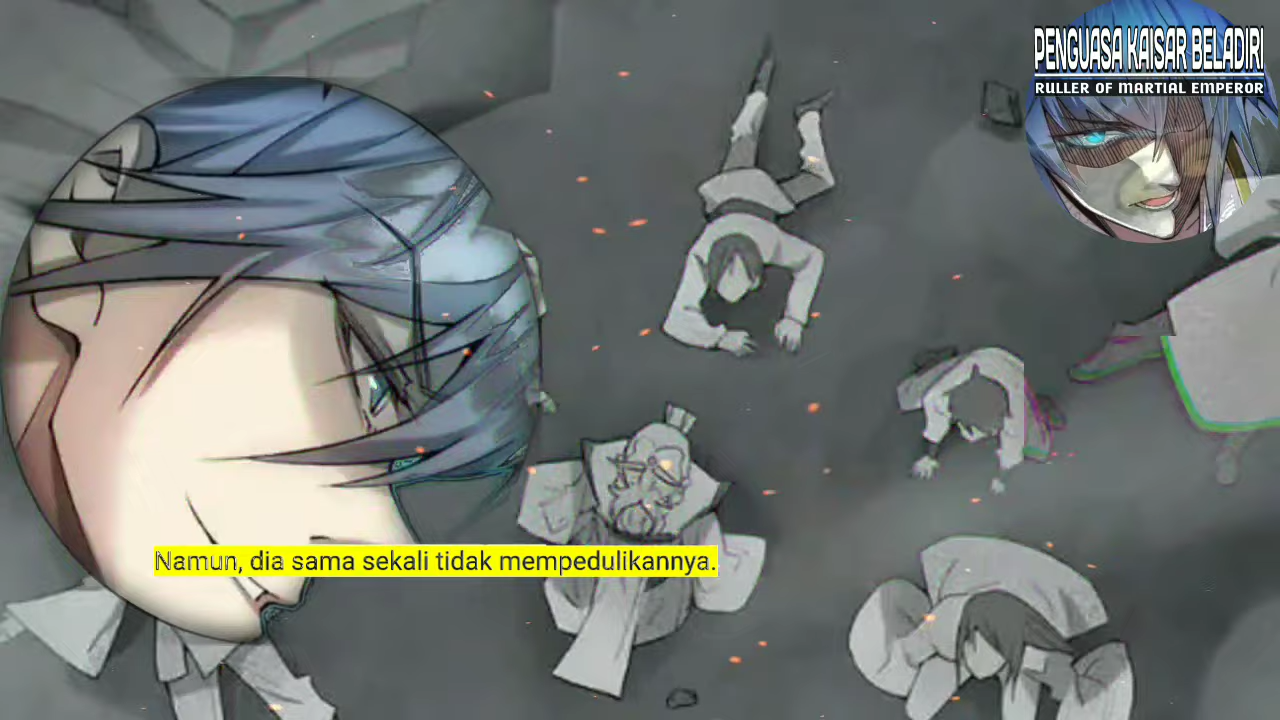 PENGUASA KAISAR BELADIRI
RULLER OF MARTIAL EMPEROR
Namun, dia sama sekali tidak mempedulikannya.